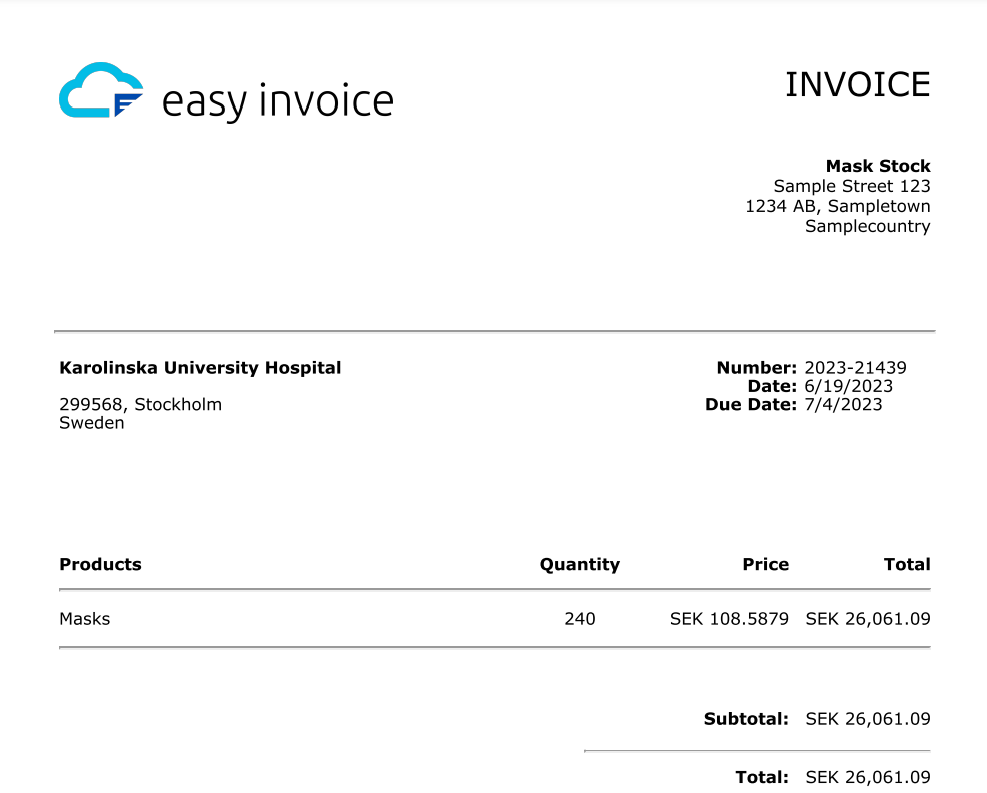 easy invoice
INVOICE
Mask Stock
Sample Street 123
1234 AB, Sampletown
Samplecountry
Karolinska University Hospital
299568, Stockholm
Sweden
Number: 2023-21439
Date: 6/19/2023
Due Date: 7/4/2023
Products Quantity Price Total
Masks 240 SEK 108.5879 SEK 26,061.09
Subtotal: SEK 26,061.09
Total: SEK 26,061.09